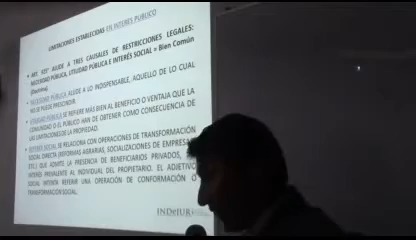 LIMITACIONES ESTABLECIDAS EN INTERÉS PÚBLICO
• ART. 923° ALUDE A TRES CAUSALES DE RESTRICCIONES LEGALES:
NECESIDAD PÚBLICA, UTILIDAD PÚBLICA E INTERÉS SOCIAL = Bien Común
(Doctrina).
• NECESIDAD PÚBLICA ALUDE A LO INDISPENSABLE, AQUELLO DE LO CUAL
NO SE PUEDE PRESCINDIR.
• UTILIDAD PÚBLICA SE REFIERE MÁS BIEN AL BENEFICIO O VENTAJA QUE LA
COMUNIDAD O EL PÚBLICO HAN DE OBTENER COMO CONSECUENCIA DE
LAS LIMITACIONES DE LA PROPIEDAD.
• INTERÉS SOCIAL SE RELACIONA CON OPERACIONES DE TRANSFORMACIÓN
SOCIAL DIRECTA (REFORMAS AGRARIAS, SOCIALIZACIONES DE EMPRESAS,
ETC.) QUE ADMITE LA PRESENCIA DE BENEFICIARIOS PRIVADOS,
INTERÉS PREVALENTE AL INDIVIDUAL DEL PROPIETARIO. EL ADJETIVO
SOCIAL INTENTA REFERIR UNA OPERACIÓN DE CONFORMACIÓN O
TRANSFORMACIÓN SOCIAL.
INDEJUR